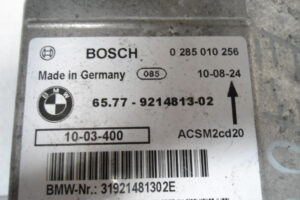 BOSCH 0 285 010 256
Made in Germany 085 10-08-24
BMW 65.77 - 9214813-02
10-03-400 ACSM2cd20
BMW-Nr.: 31921481302E